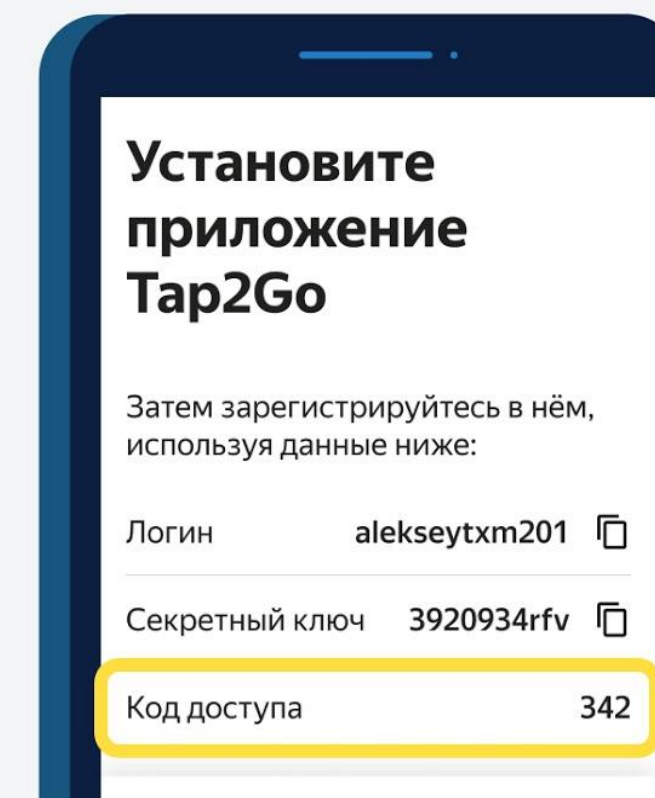 Установите
приложение
Tap2Go
Затем зарегистрируйтесь в нём,
используя данные ниже:
Логин alekseytxm201
Секретный ключ 3920934rfv
Код доступа 342